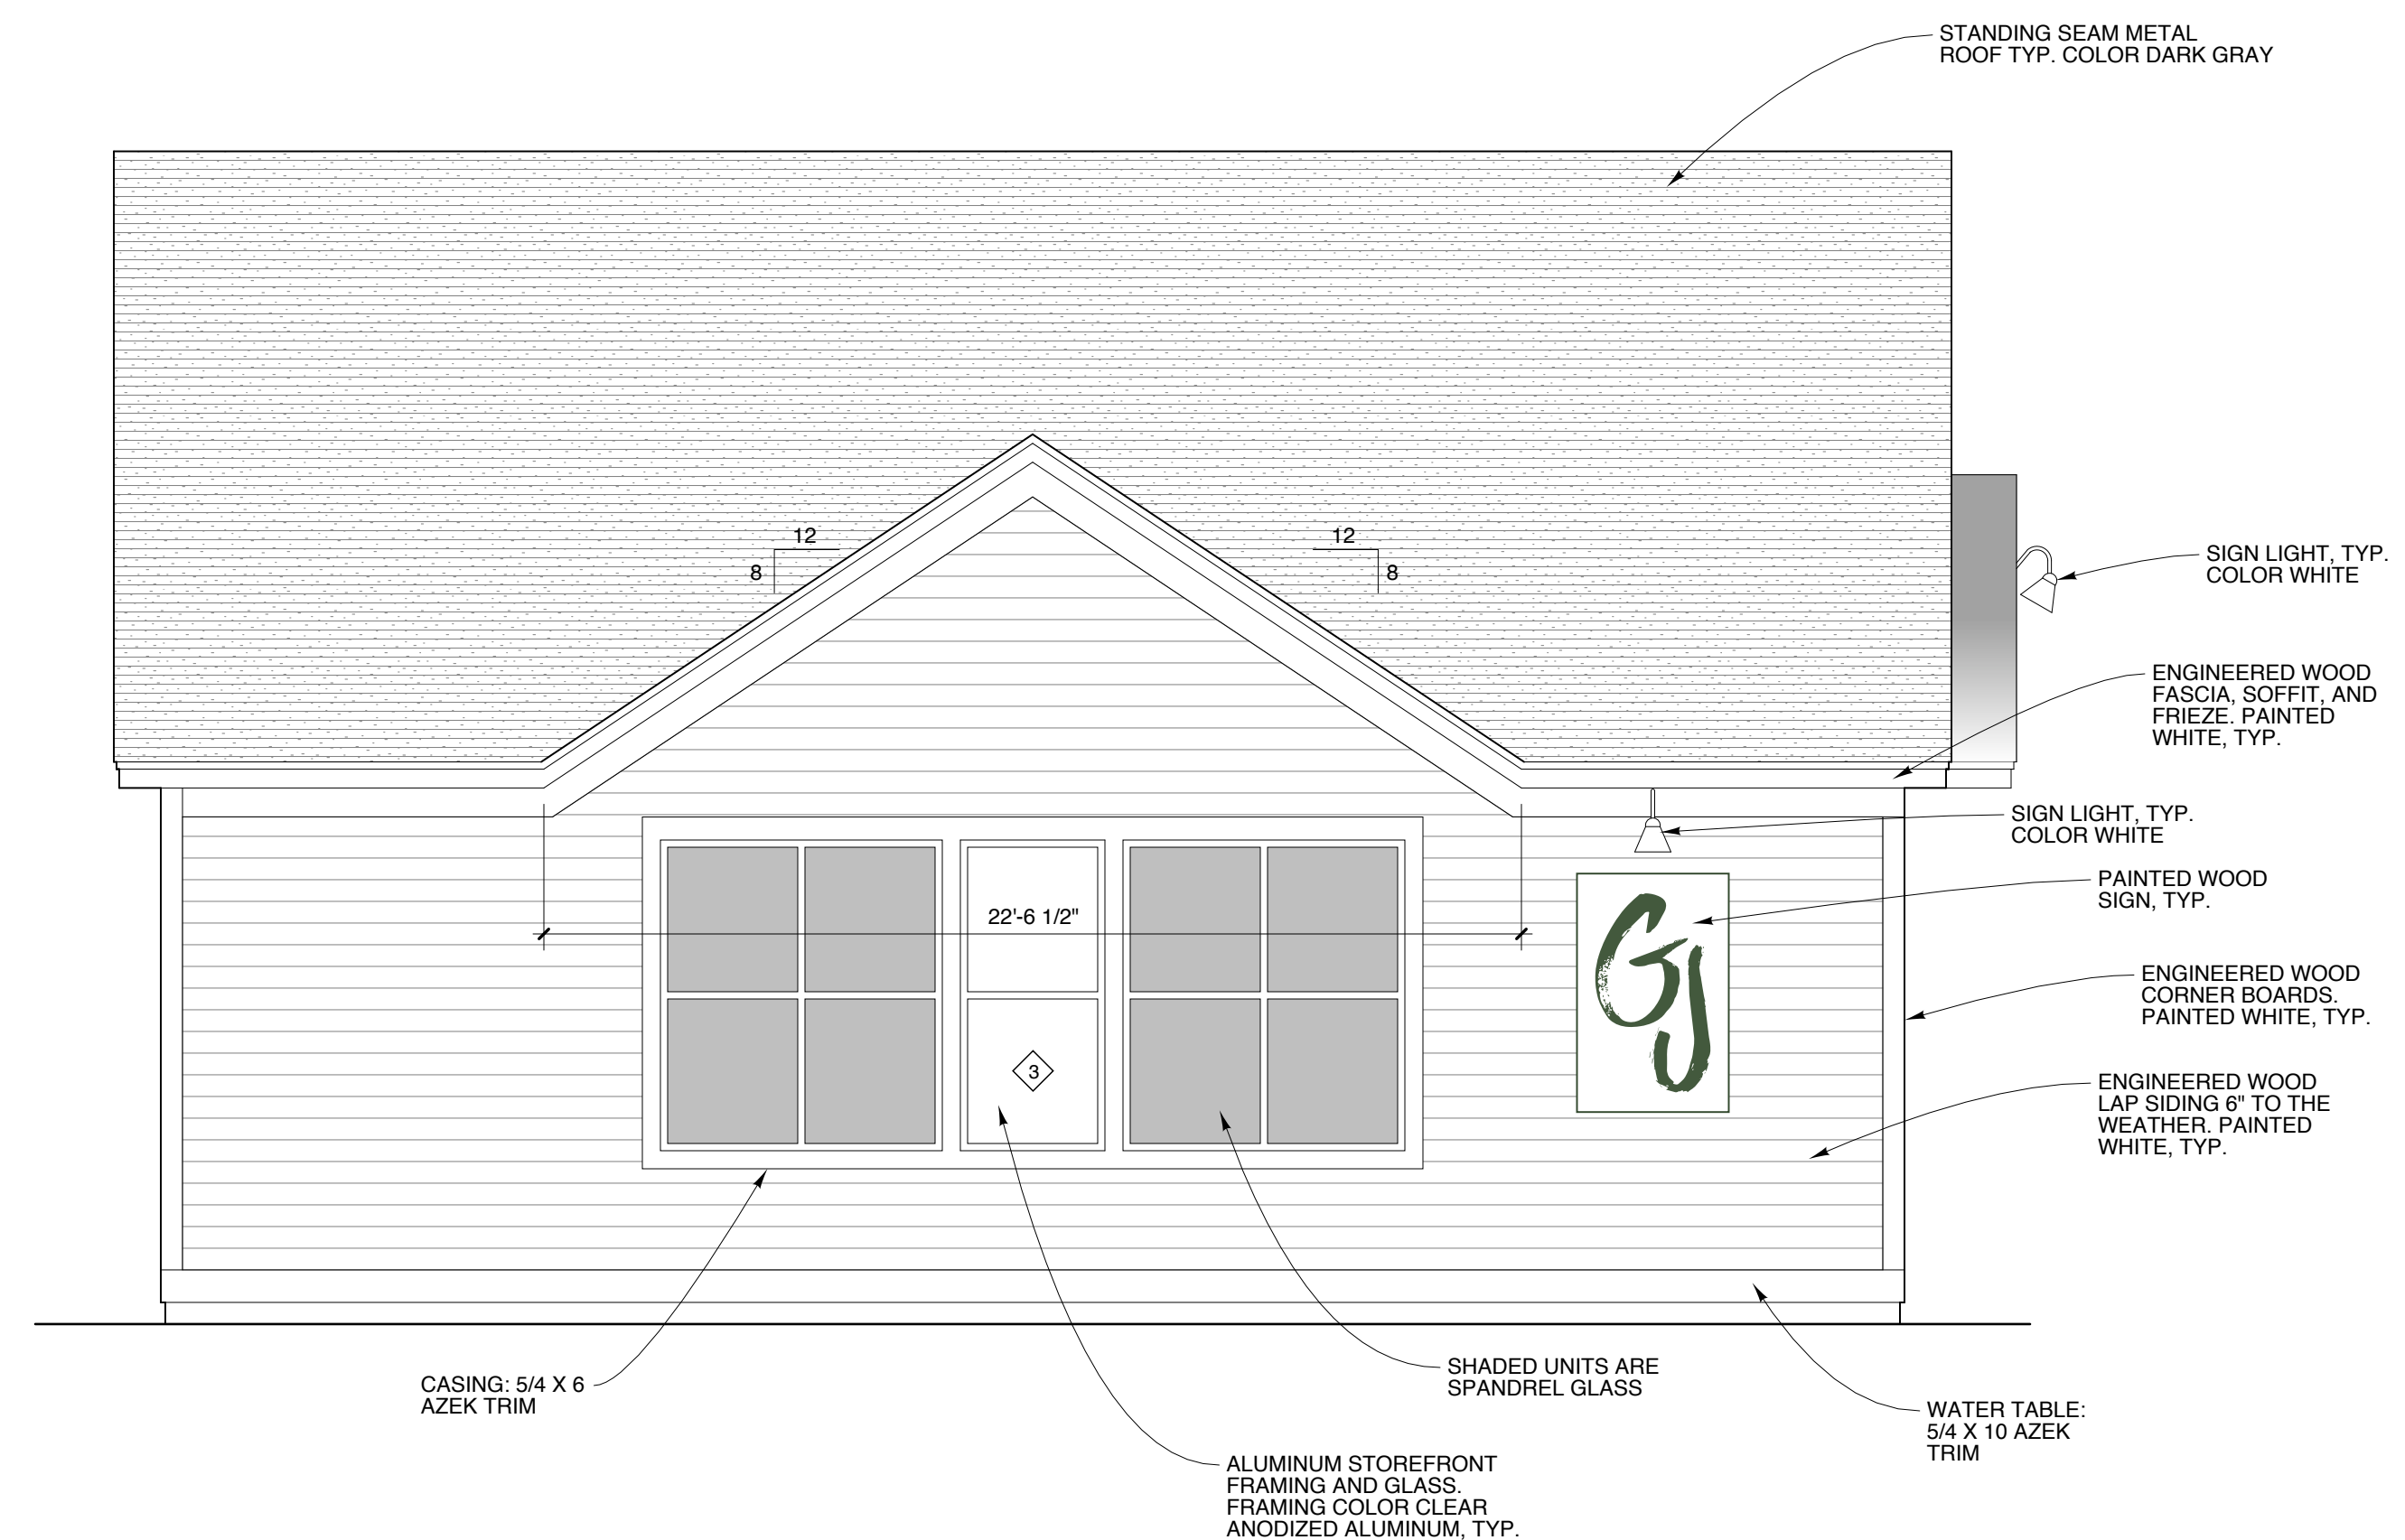 STANDING SEAM METAL
ROOF TYP. COLOR DARK GRAY
12
8
12
8
SIGN LIGHT, TYP.
COLOR WHITE
ENGINEERED WOOD
FASCIA, SOFFIT, AND
FRIEZE. PAINTED
WHITE, TYP.
SIGN LIGHT, TYP.
COLOR WHITE
PAINTED WOOD
SIGN, TYP.
22'-6 1/2"
GJ
ENGINEERED WOOD
CORNER BOARDS.
PAINTED WHITE, TYP.
3
ENGINEERED WOOD
LAP SIDING 6" TO THE
WEATHER. PAINTED
WHITE, TYP.
CASING: 5/4 X 6
AZEK TRIM
SHADED UNITS ARE
SPANDREL GLASS
WATER TABLE:
5/4 X 10 AZEK
TRIM
ALUMINUM STOREFRONT
FRAMING AND GLASS.
FRAMING COLOR CLEAR
ANODIZED ALUMINUM, TYP.